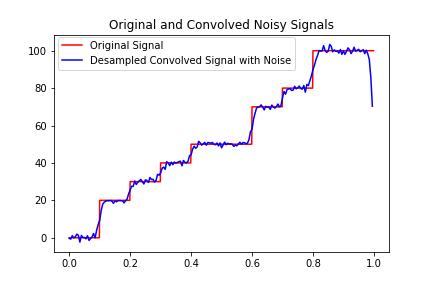 Original and Convolved Noisy Signals
Original Signal
Desampled Convolved Signal with Noise
100
80
60
40
20
0
0.0 0.2 0.4 0.6 0.8 1.0